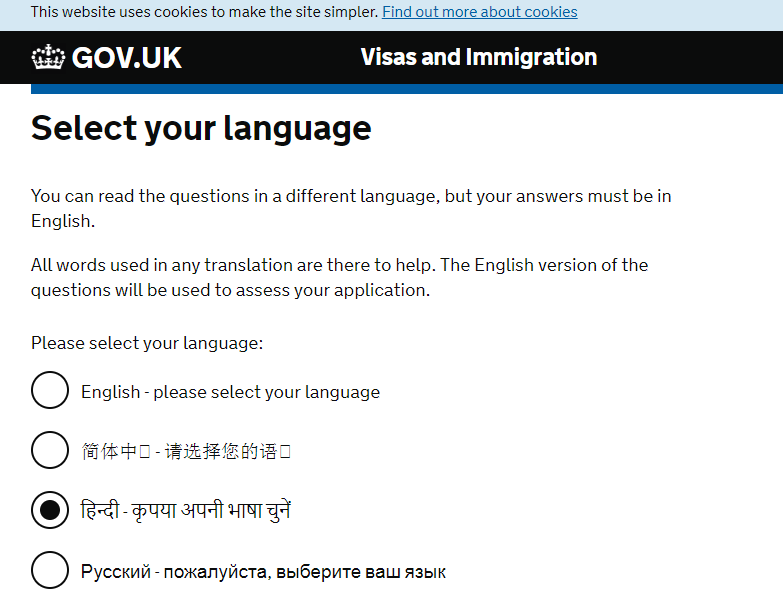 This website uses cookies to make the site simpler. Find out more about cookies
GOV.UK
Visas and Immigration
Select your language
You can read the questions in a different language, but your answers must be in
English.
All words used in any translation are there to help. The English version of the
questions will be used to assess your application.
Please select your language:
English - please select your language
简体中 - 请选择您的语
हिन्दी - कृपया अपनी भाषा चुनें
Русский - пожалуйста, выберите ваш язык